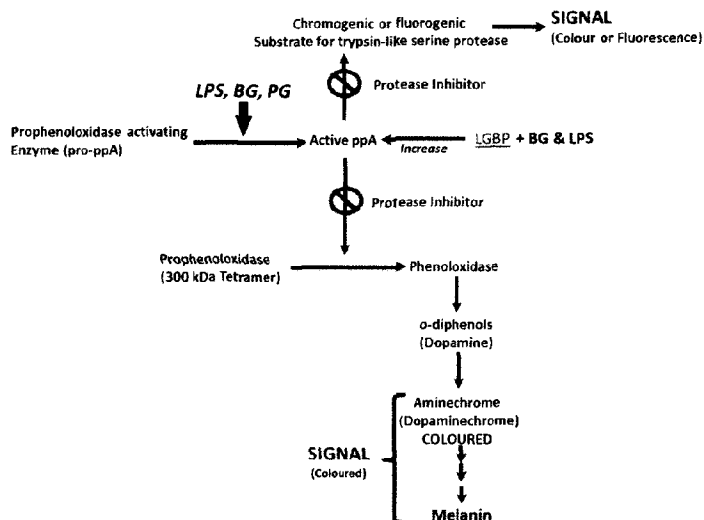 Chromogenic or fluorogenic
Substrate for trypsin-like serine protease
SIGNAL
(Colour or Fluorescence)
Protease Inhibitor
LPS, BG, PG
Prophenoloxidase activating
Enzyme (pro-ppA)
Active ppA
Increase
LGBP + BG & LPS
Protease Inhibitor
Prophenoloxidase
(300 kDa Tetramer)
Phenoloxidase
o-diphenols
(Dopamine)
Aminechrome
(Dopaminechrome)
COLOURED
SIGNAL
(Coloured)
Melanin